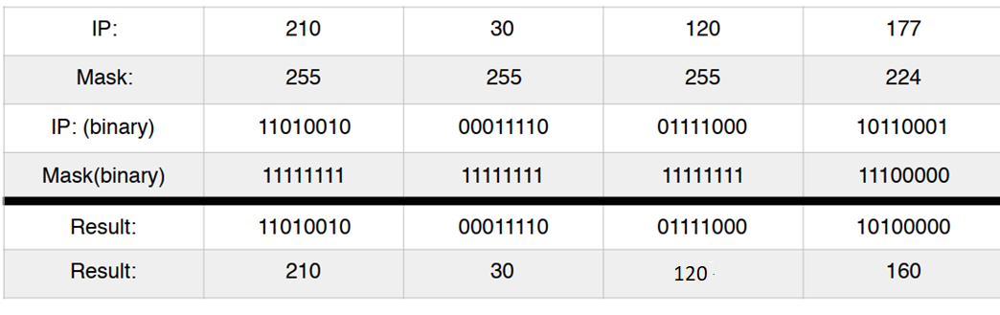 IP: 210 30 120 177
Mask: 255 255 255 224
IP: (binary) 11010010 00011110 01111000 10110001
Mask(binary) 11111111 11111111 11111111 11100000
Result: 11010010 00011110 01111000 10100000
Result: 210 30 120 160